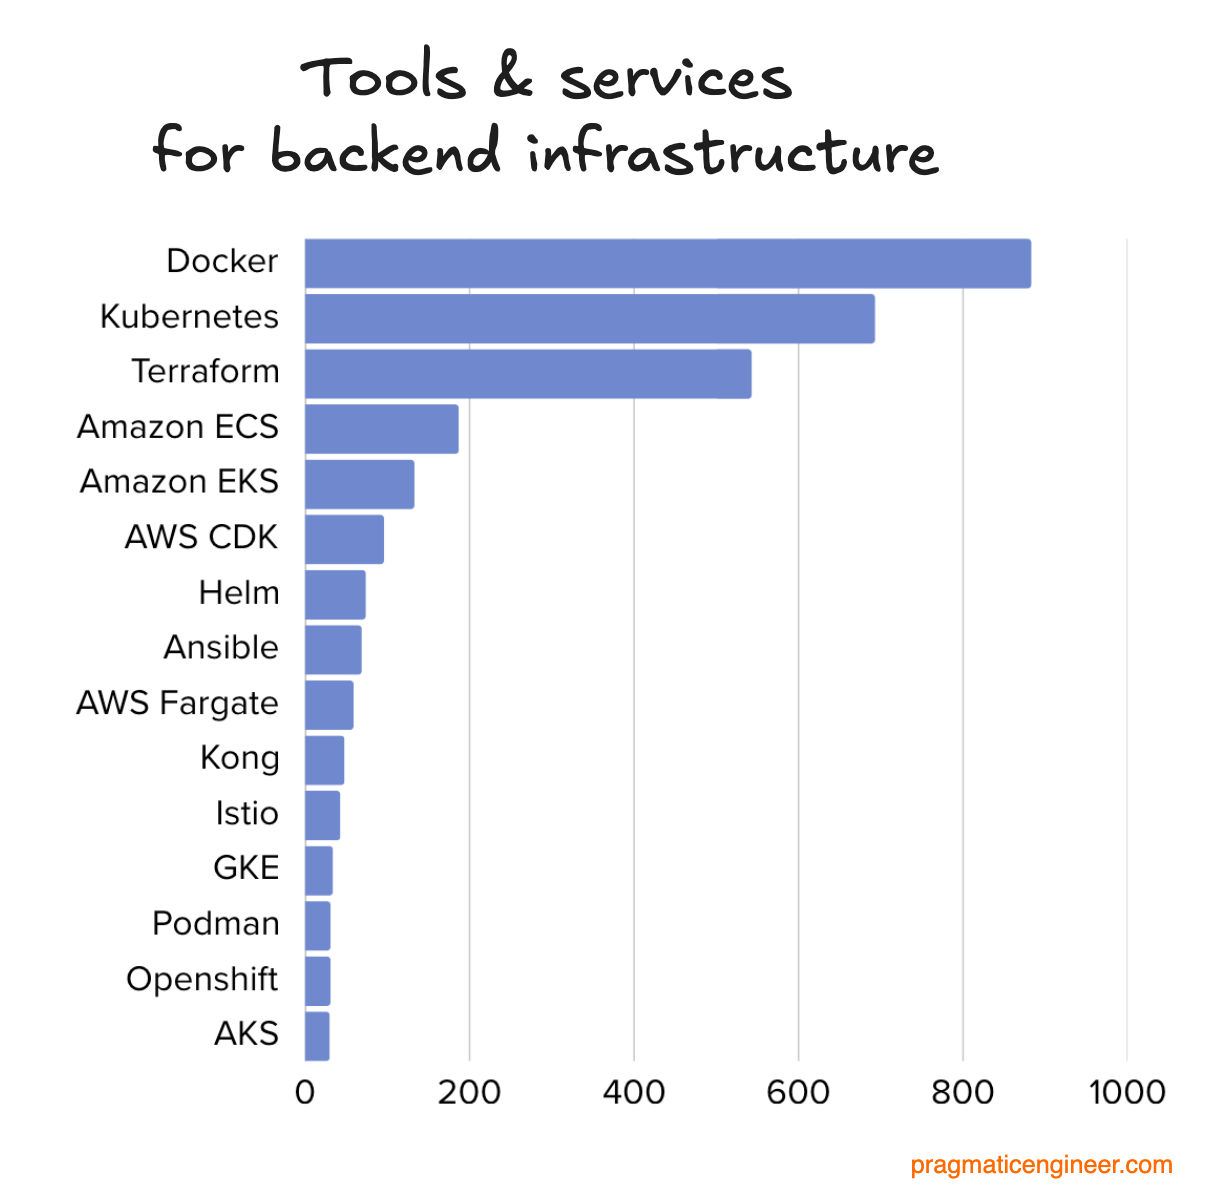 Tools & services
for backend infrastructure
Docker
Kubernetes
Terraform
Amazon ECS
Amazon EKS
AWS CDK
Helm
Ansible
AWS Fargate
Kong
Istio
GKE
Podman
Openshift
AKS
0 200 400 600 800 1000
pragmaticengineer.com